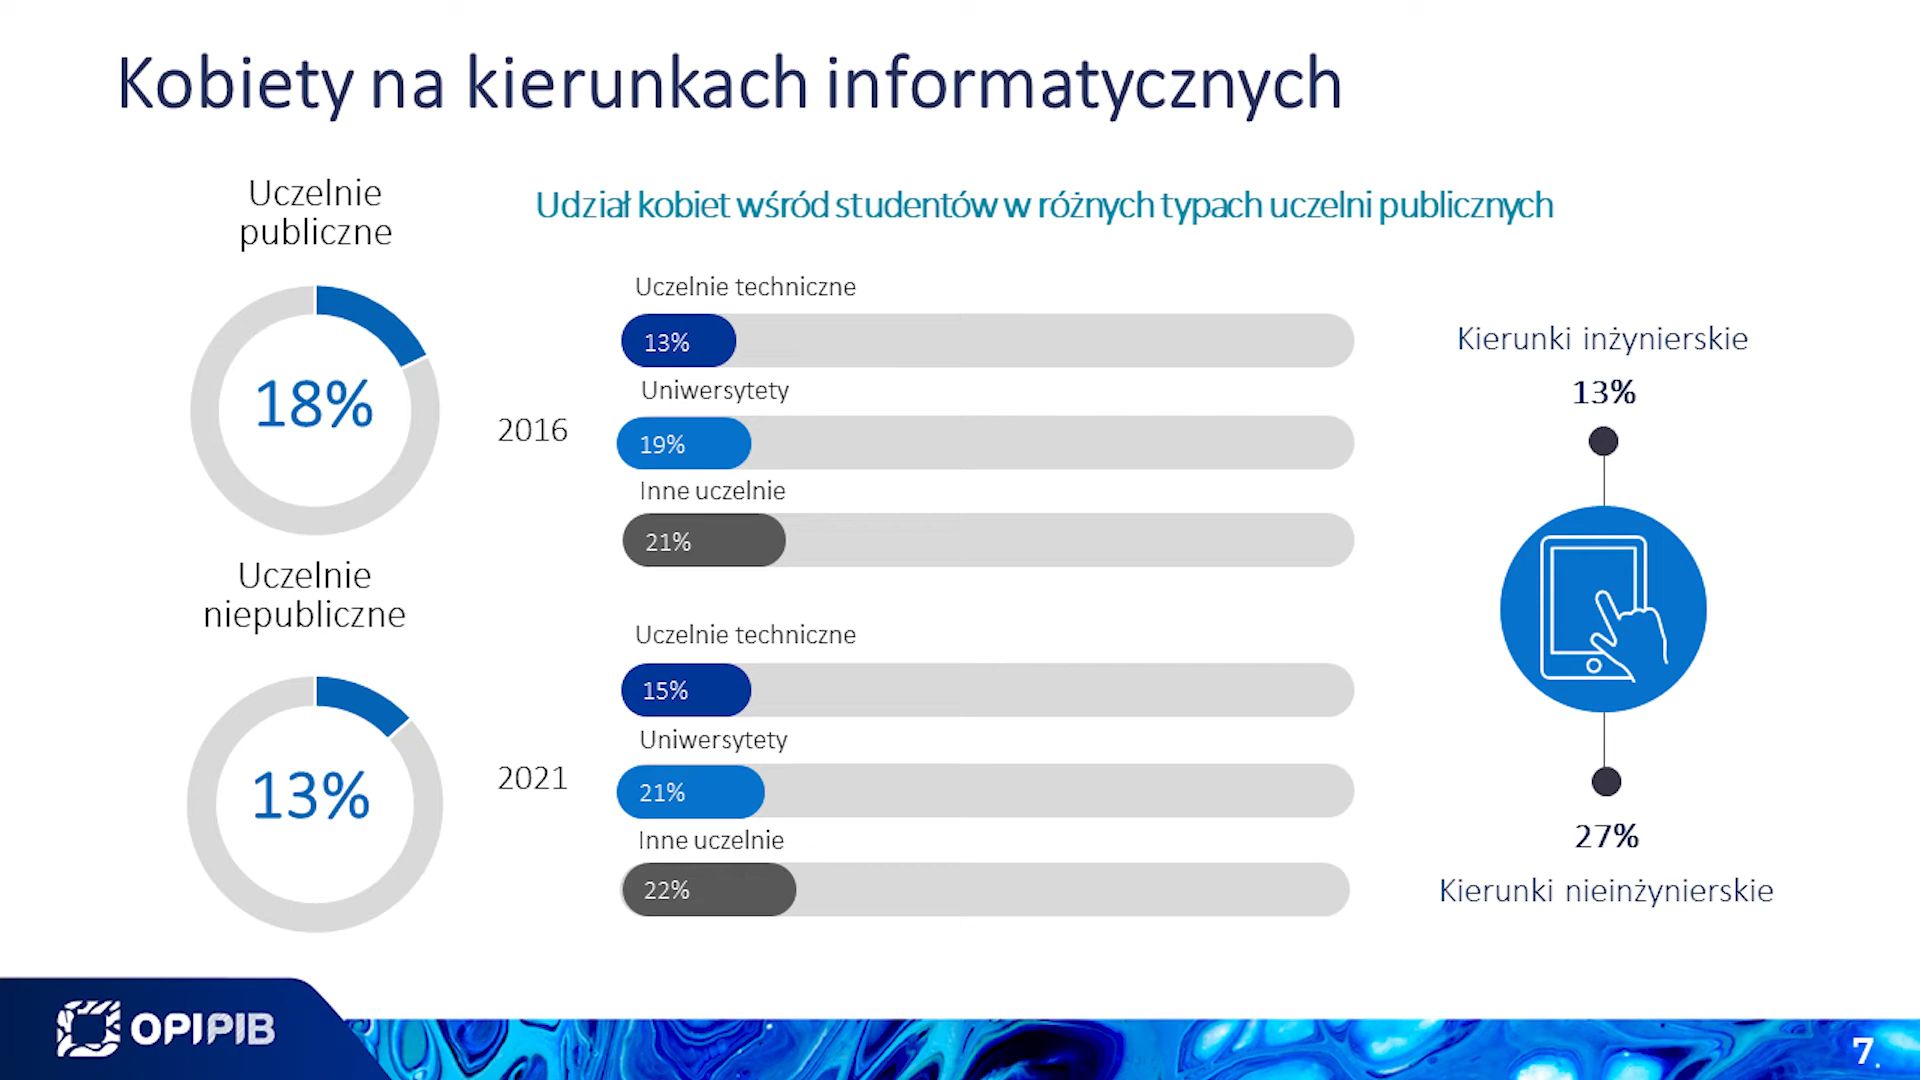 Kobiety na kierunkach informatycznych
Uczelnie
publiczne
18%
Uczelnie
niepubliczne
13%
Udział kobiet wśród studentów w różnych typach uczelni publicznych
2016
Uczelnie techniczne
13%
Uniwersytety
19%
Inne uczelnie
21%
2021
Uczelnie techniczne
15%
Uniwersytety
21%
Inne uczelnie
22%
Kierunki inżynierskie
13%
27%
Kierunki nieinżynierskie
OPI PIB
7.